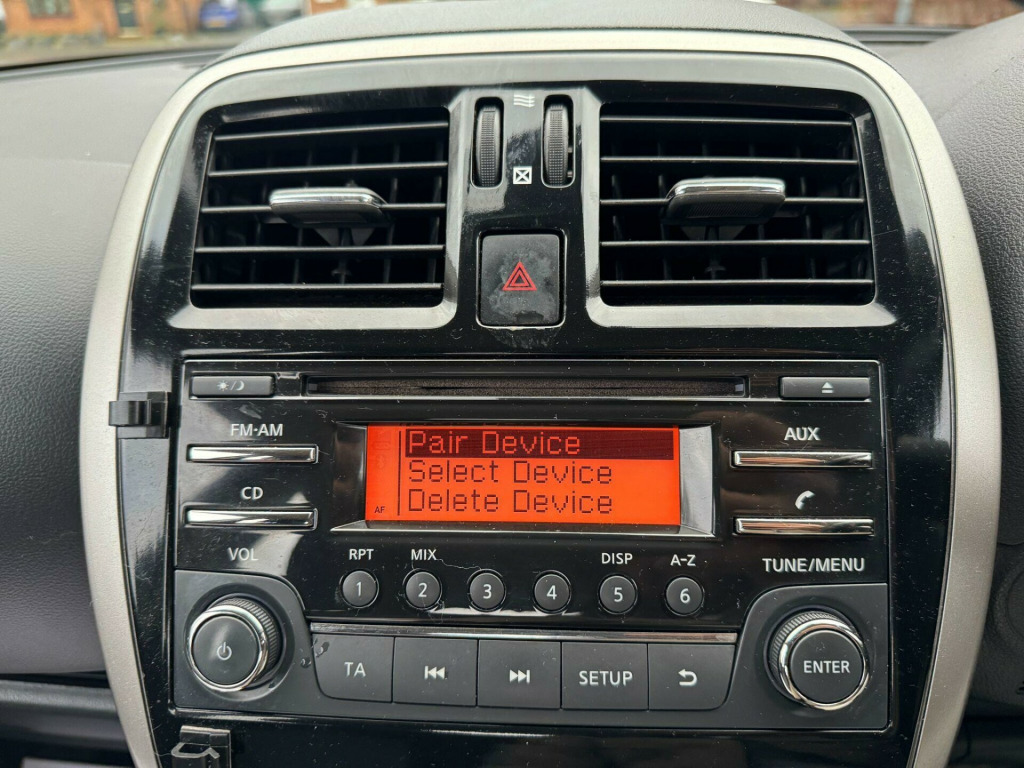 FM·AM
AUX
Pair Device
Select Device
Delete Device
AF
CD
VOL
RPT
MIX
DISP
A-Z
TUNE/MENU
1 2 3 4 5 6
TA
SETUP
ENTER